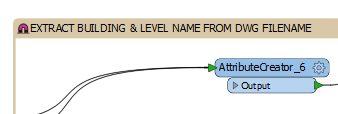 EXTRACT BUILDING & LEVEL NAME FROM DWG FILENAME
AttributeCreator_6
Output